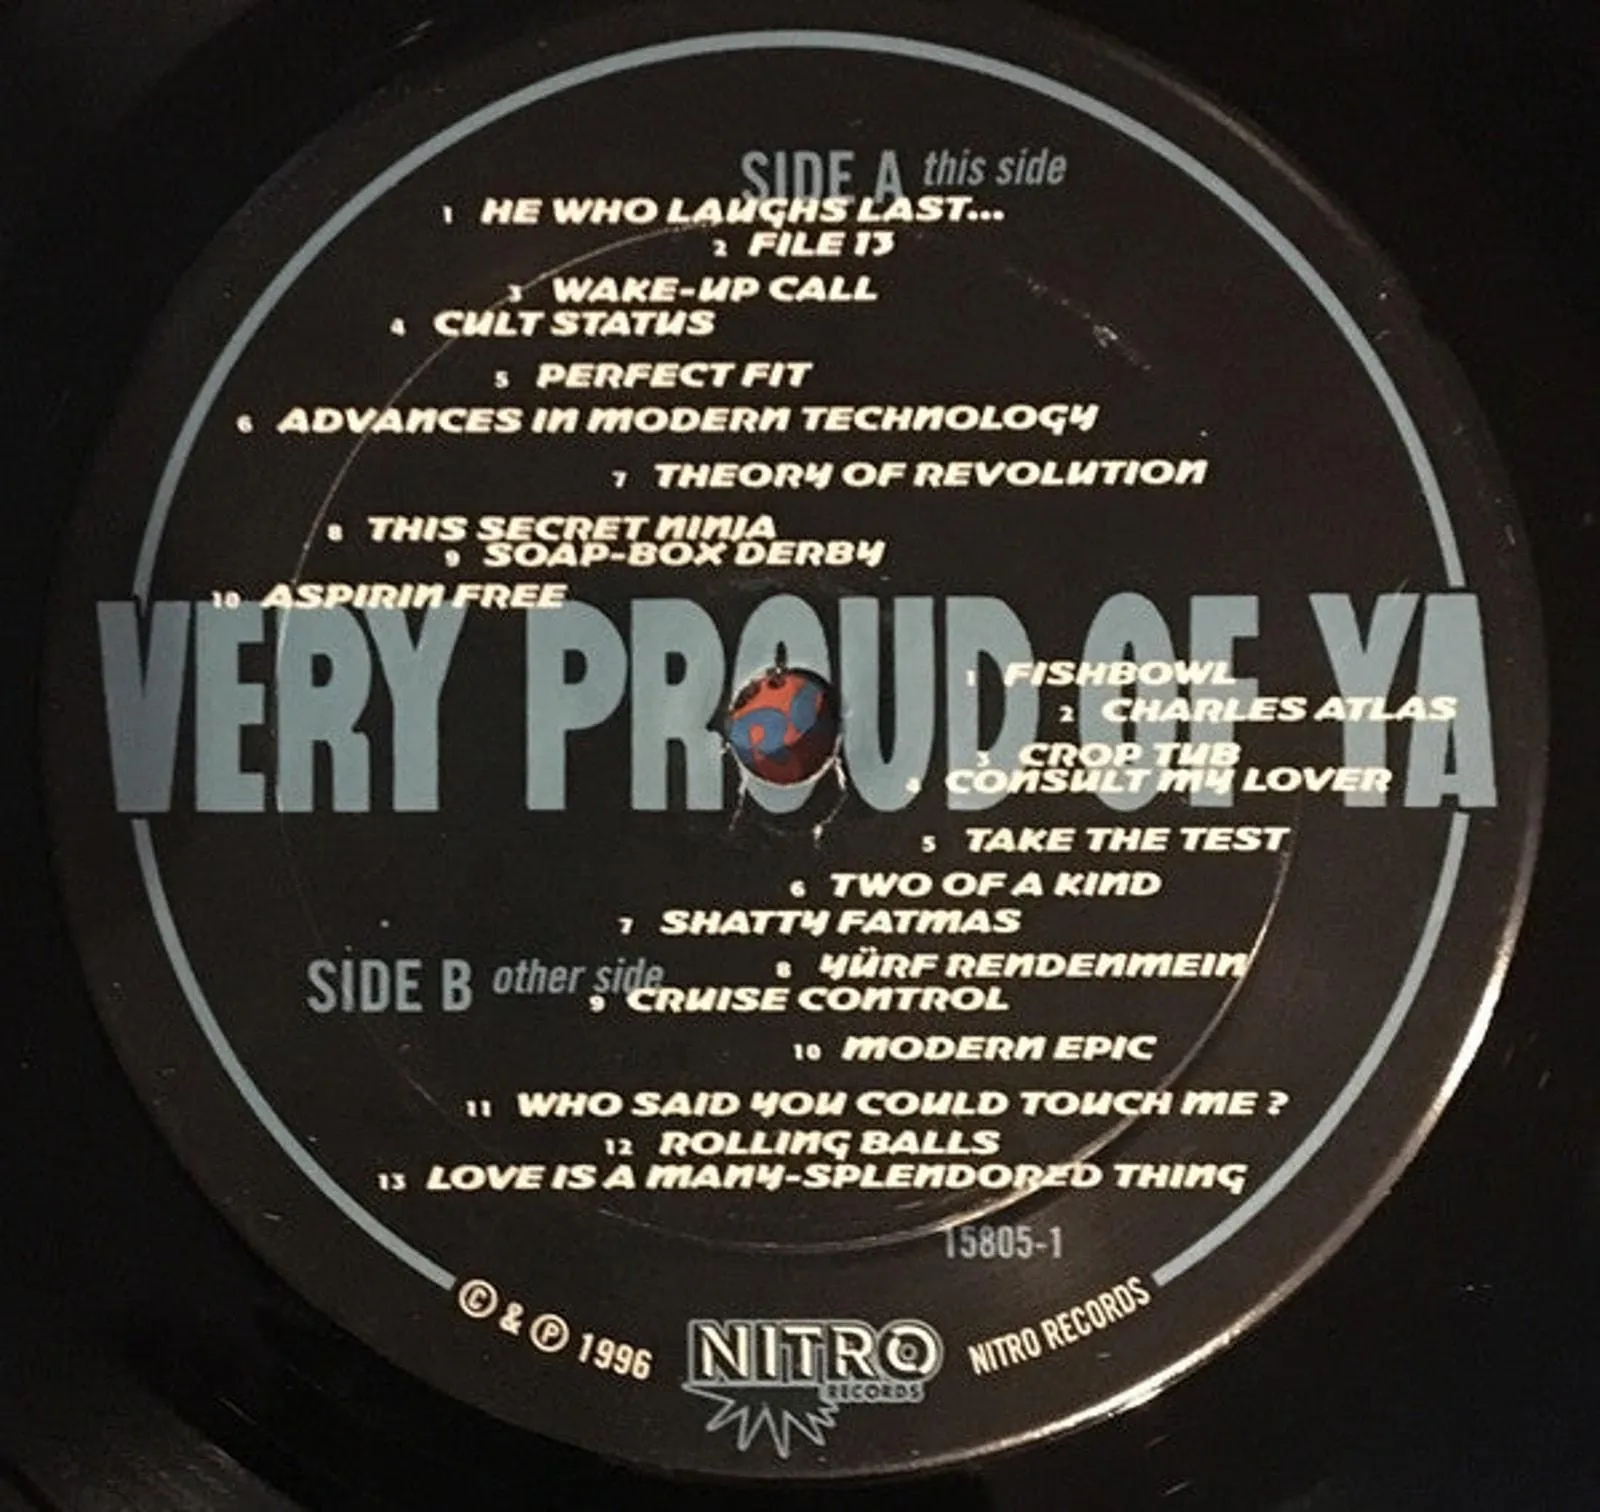 SIDE A this side
1 HE WHO LAUGHS LAST...
2 FILE 13
3 WAKE-UP CALL
4 CULT STATUS
5 PERFECT FIT
6 ADVANCES IN MODERN TECHNOLOGY
7 THEORY OF REVOLUTION
8 THIS SECRET NINJA
9 SOAP-BOX DERBY
10 ASPIRIN FREE
VERY PROUD OF YA
1 FISHBOWL
2 CHARLES ATLAS
3 CROP TUB
4 CONSULT MY LOVER
5 TAKE THE TEST
6 TWO OF A KIND
7 SHATTY FATMAS
SIDE B other side
8 YÜRF RENDENMEIN
9 CRUISE CONTROL
10 MODERN EPIC
11 WHO SAID YOU COULD TOUCH ME ?
12 ROLLING BALLS
13 LOVE IS A MANY-SPLENDORED THING
15805-1
© & ℗ 1996
NITRO
RECORDS
NITRO RECORDS